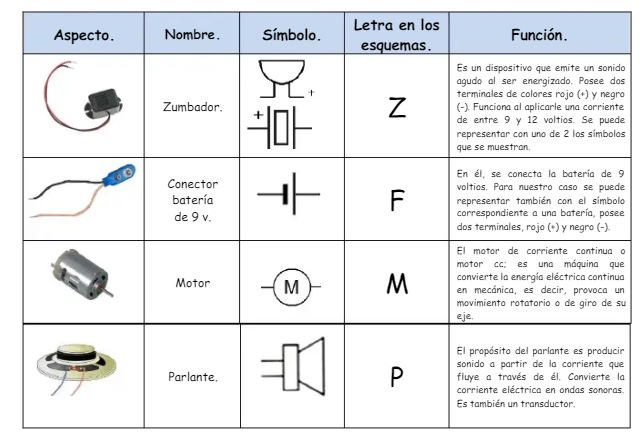 Aspecto. Nombre. Símbolo. Letra en los esquemas. Función.
Zumbador.
+
+
Z
Es un dispositivo que emite un sonido
agudo al ser energizado. Posee dos
terminales de colores rojo (+) y negro
(-). Funciona al aplicarle una corriente
de entre 9 y 12 voltios. Se puede
representar con uno de 2 los símbolos
que se muestran.
Conector
batería
de 9 v.
F
En él, se conecta la batería de 9
voltios. Para nuestro caso se puede
representar también con el símbolo
correspondiente a una batería, posee
dos terminales, rojo (+) y negro (-).
Motor
M
M
El motor de corriente continua o
motor cc; es una máquina que
convierte la energía eléctrica continua
en mecánica, es decir, provoca un
movimiento rotatorio o de giro de su
eje.
Parlante.
P
El propósito del parlante es producir
sonido a partir de la corriente que
fluye a través de él. Convierte la
corriente eléctrica en ondas sonoras.
Es también un transductor.